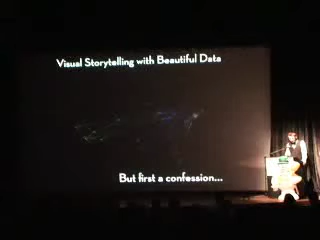 Visual Storytelling with Beautiful Data
But first a confession...